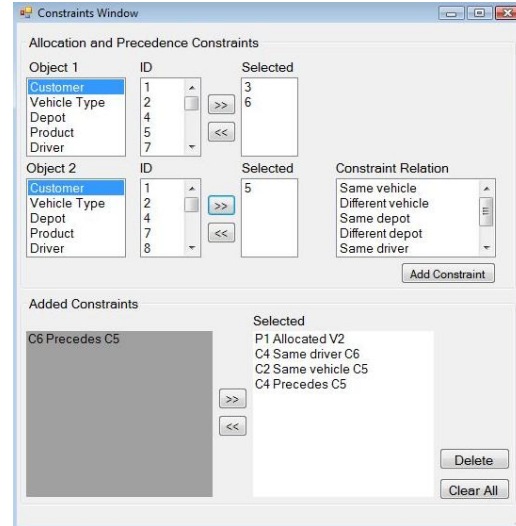 Constraints Window
Allocation and Precedence Constraints
Object 1 ID Selected
Customer 1 3
Vehicle Type 2 >> 6
Depot 4
Product 5 <<
Driver 7
Object 2 ID Selected Constraint Relation
Customer 1 5 Same vehicle
Vehicle Type 2 >> Different vehicle
Depot 4 Same depot
Product 7 << Different depot
Driver 8 Same driver
Add Constraint
Added Constraints
Selected
C6 Precedes C5 P1 Allocated V2
C4 Same driver C6
C2 Same vehicle C5
C4 Precedes C5
>>
<<
Delete
Clear All